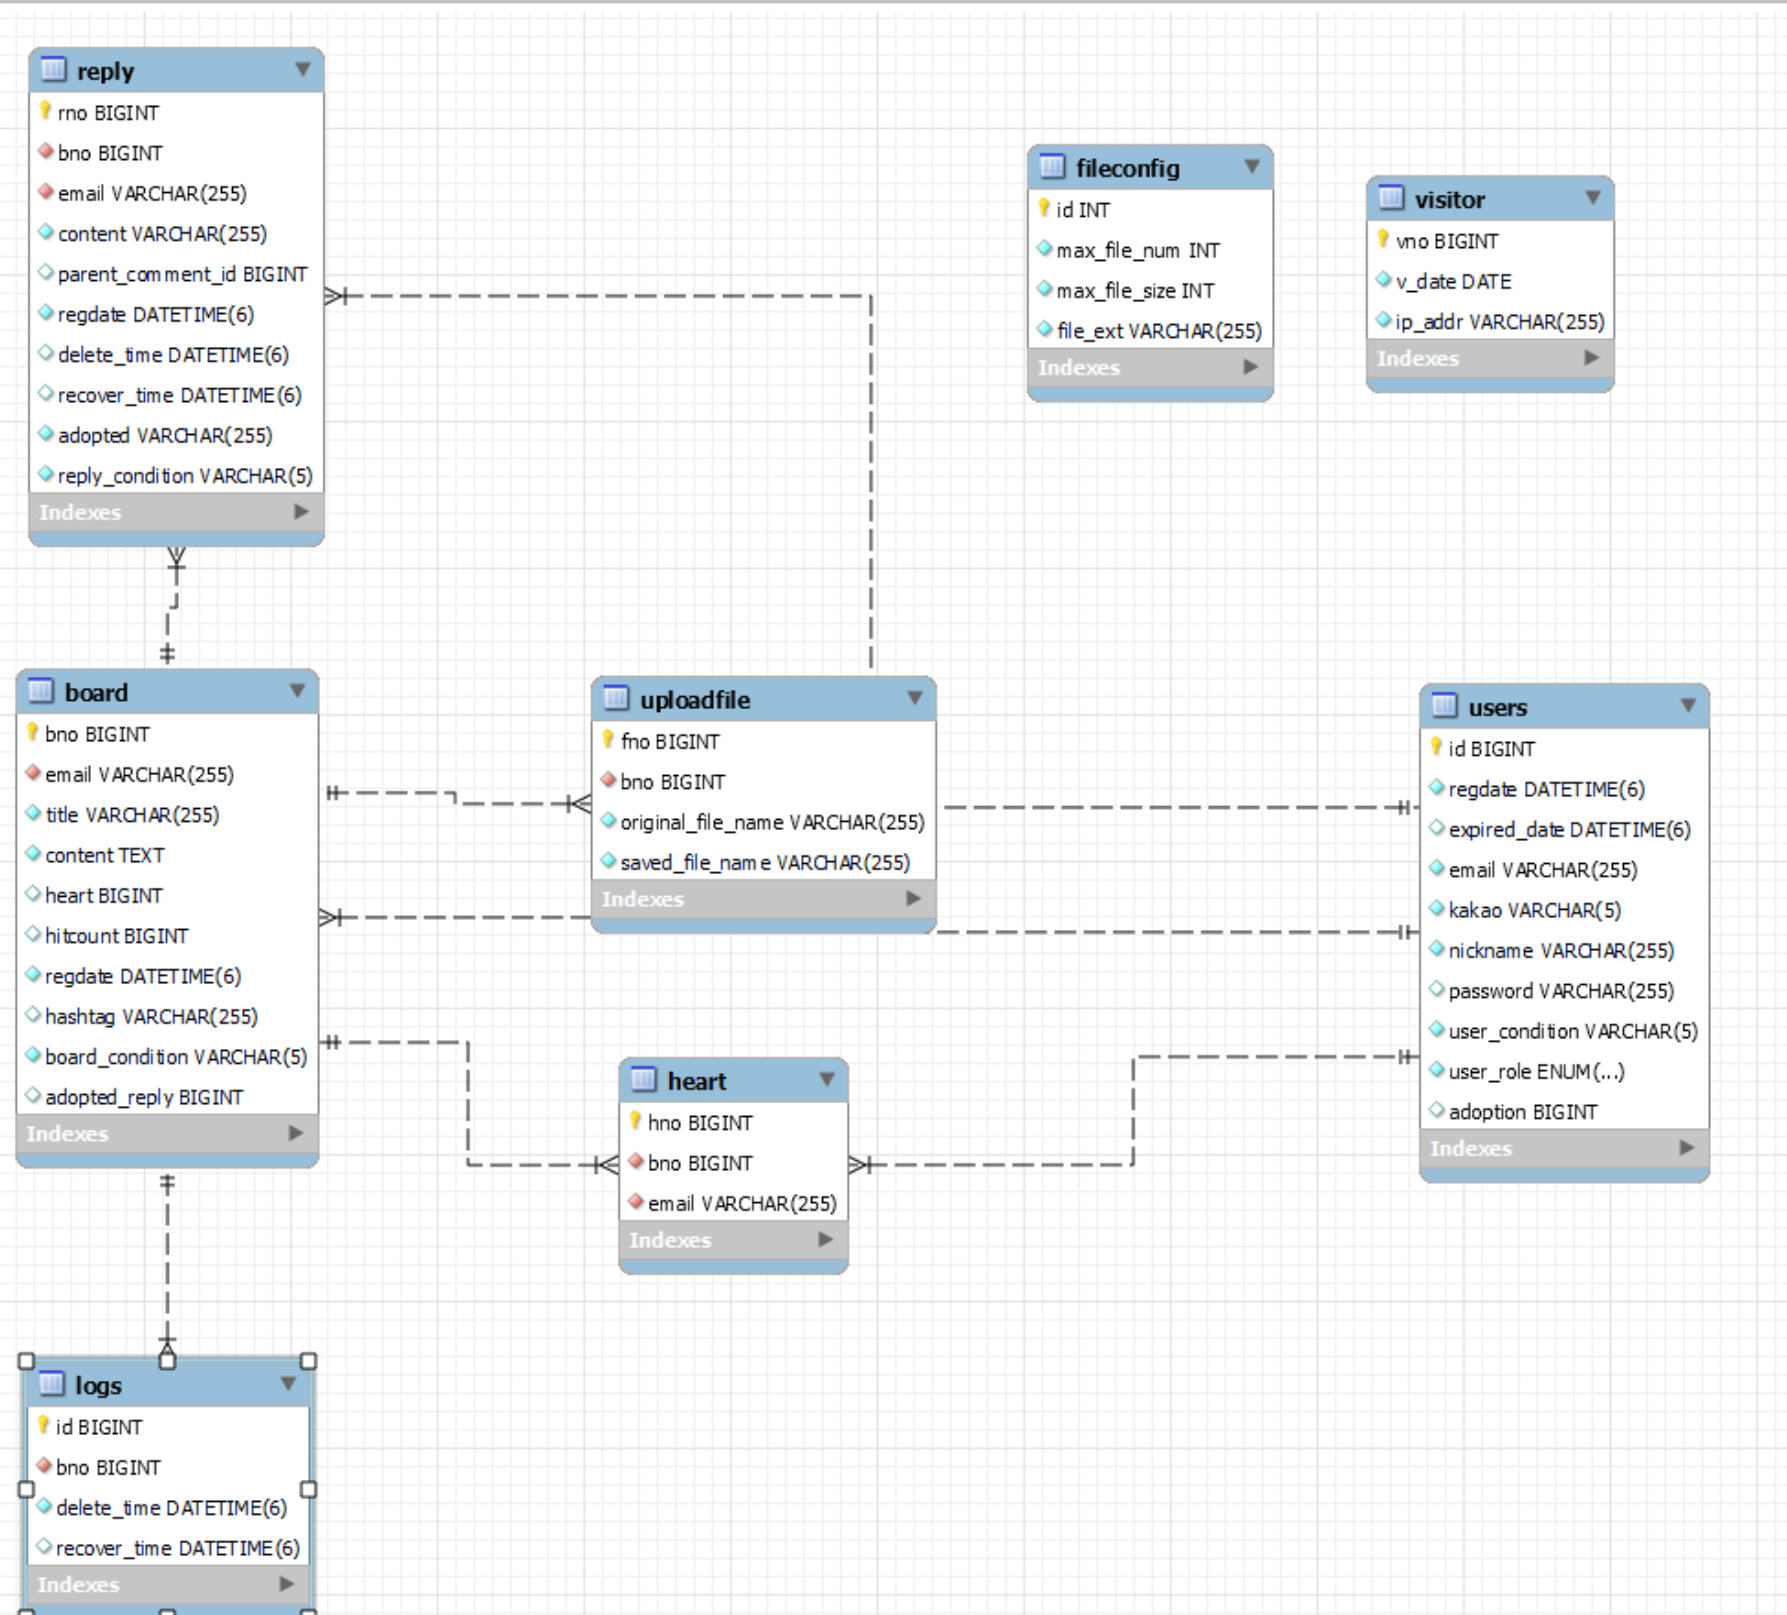 reply
rno BIGINT
bno BIGINT
email VARCHAR(255)
content VARCHAR(255)
parent_comment_id BIGINT
regdate DATETIME(6)
delete_time DATETIME(6)
recover_time DATETIME(6)
adopted VARCHAR(255)
reply_condition VARCHAR(5)
Indexes
fileconfig
id INT
max_file_num INT
max_file_size INT
file_ext VARCHAR(255)
Indexes
visitor
vno BIGINT
v_date DATE
ip_addr VARCHAR(255)
Indexes
board
bno BIGINT
email VARCHAR(255)
title VARCHAR(255)
content TEXT
heart BIGINT
hitcount BIGINT
regdate DATETIME(6)
hashtag VARCHAR(255)
board_condition VARCHAR(5)
adopted_reply BIGINT
Indexes
uploadfile
fno BIGINT
bno BIGINT
original_file_name VARCHAR(255)
saved_file_name VARCHAR(255)
Indexes
users
id BIGINT
regdate DATETIME(6)
expired_date DATETIME(6)
email VARCHAR(255)
kakao VARCHAR(5)
nickname VARCHAR(255)
password VARCHAR(255)
user_condition VARCHAR(5)
user_role ENUM(...)
adoption BIGINT
Indexes
heart
hno BIGINT
bno BIGINT
email VARCHAR(255)
Indexes
logs
id BIGINT
bno BIGINT
delete_time DATETIME(6)
recover_time DATETIME(6)
Indexes